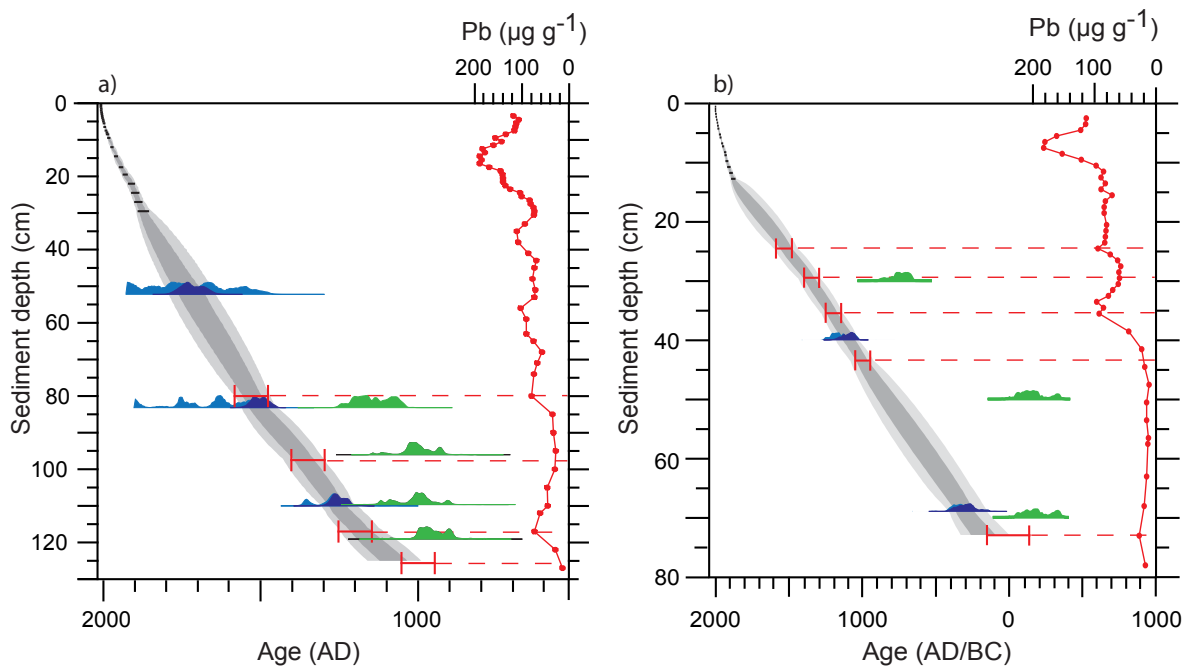 Pb (µg g-1)
200 100 0
a)
0
20
40
60
80
100
120
Sediment depth (cm)
2000 1000
Age (AD)
Pb (µg g-1)
200 100 0
b)
0
20
40
60
80
Sediment depth (cm)
2000 1000 0 1000
Age (AD/BC)